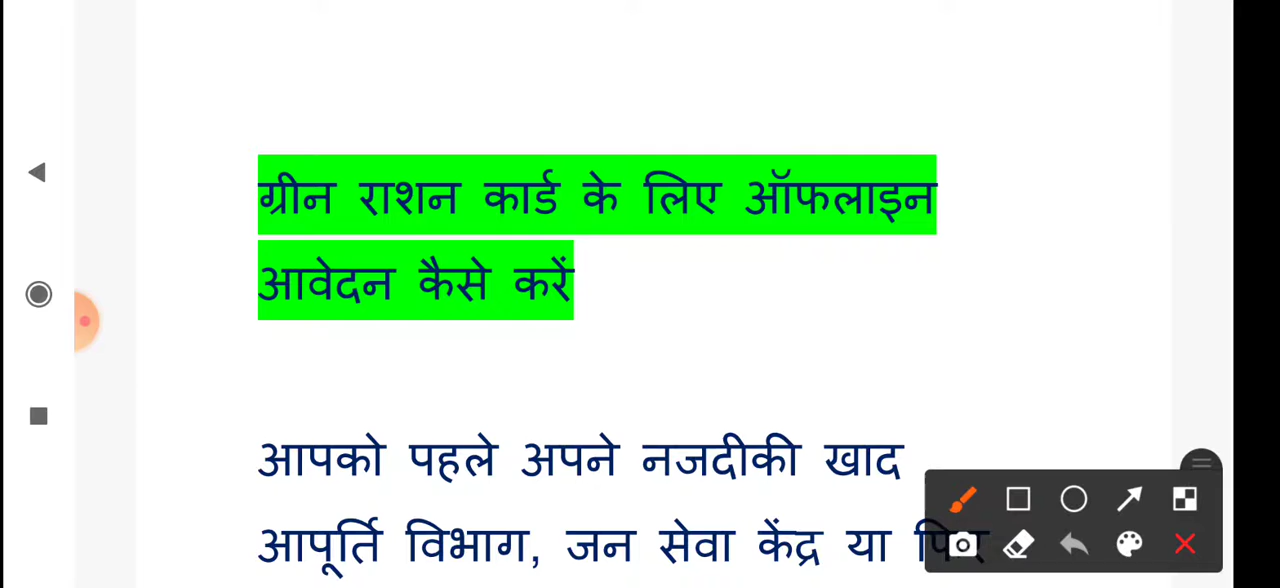 ग्रीन राशन कार्ड के लिए ऑफलाइन
आवेदन कैसे करें
आपको पहले अपने नजदीकी खाद
आपूर्ति विभाग, जन सेवा केंद्र या